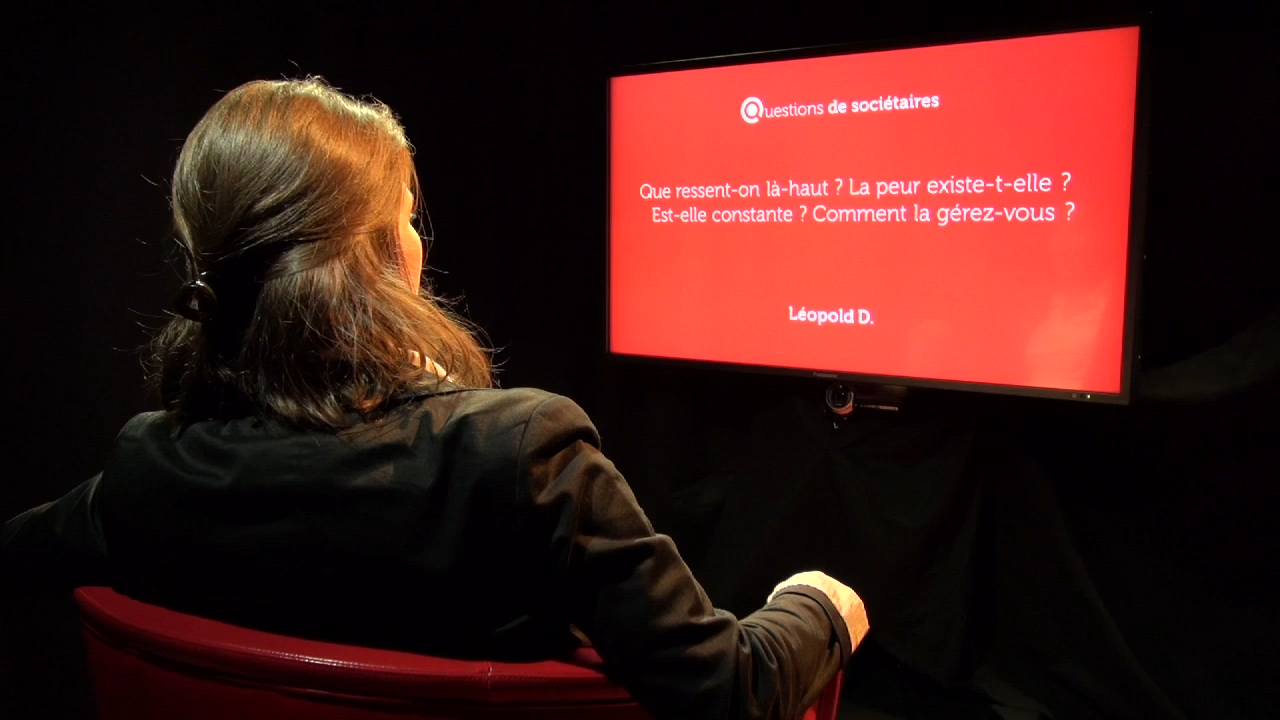 Questions de sociétaires
Que ressent-on là-haut ? La peur existe-t-elle ?
Est-elle constante ? Comment la gérez-vous ?
Léopold D.
Panasonic